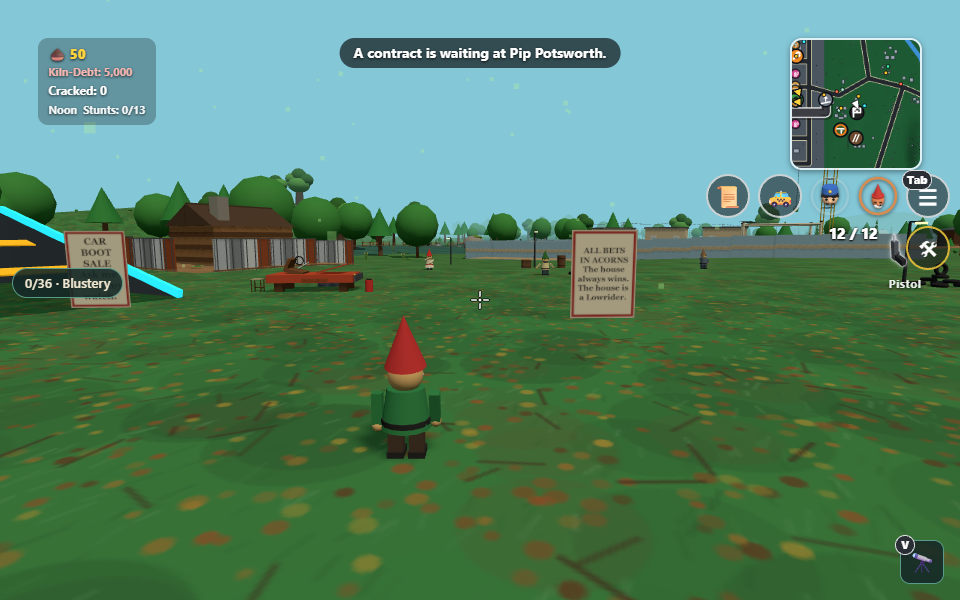 50
Kiln-Debt: 5,000
Cracked: 0
Noon Stunts: 0/13
A contract is waiting at Pip Potsworth.
Tab
12 / 12
Pistol
CAR
BOOT
SALE
0/36 · Blustery
ALL BETS
IN ACORNS
The house
always wins.
The house is
a Lowrider.
V